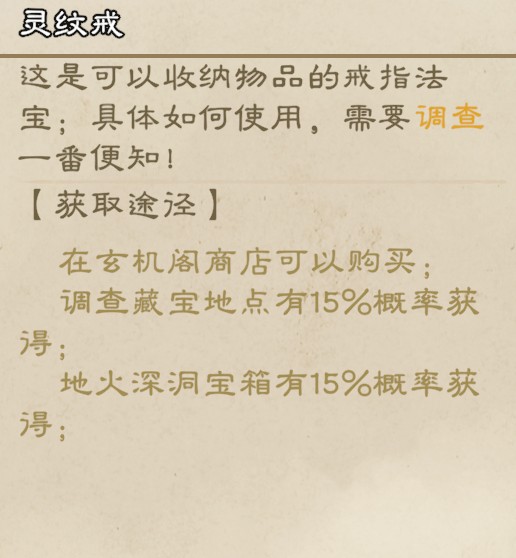 灵纹戒
这是可以收纳物品的戒指法
宝；具体如何使用，需要调查
一番便知！
【获取途径】
在玄机阁商店可以购买；
调查藏宝地点有15%概率获
得；
地火深洞宝箱有15%概率获
得；